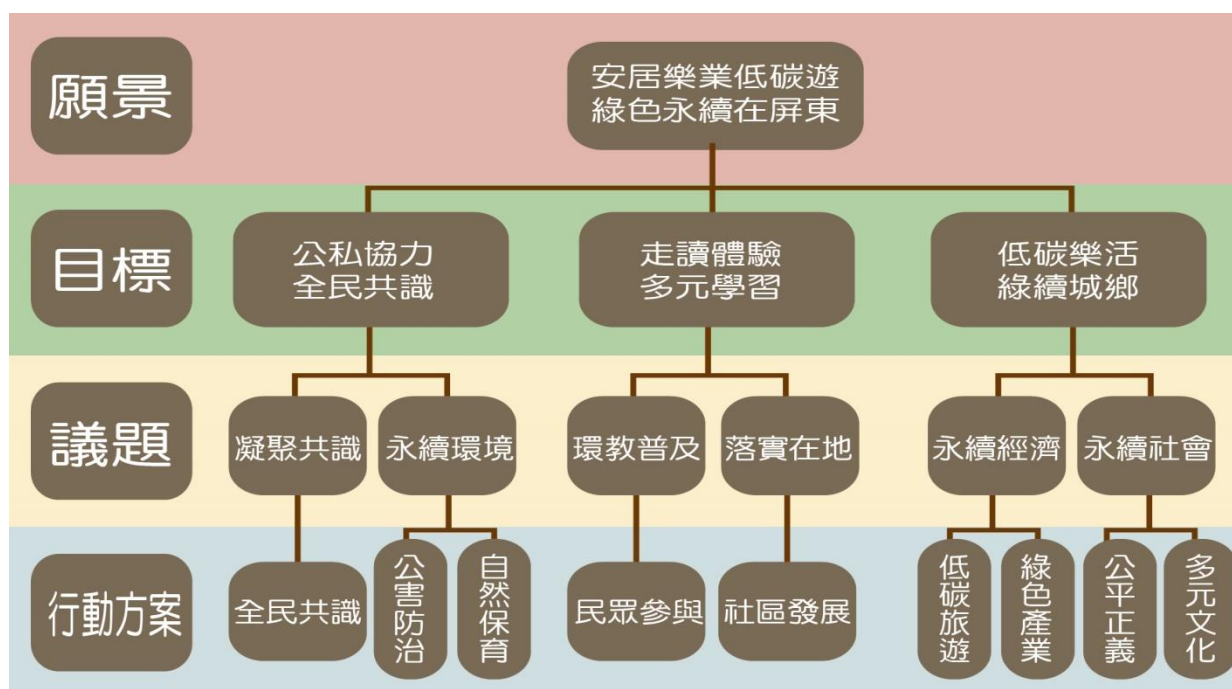 願景
安居樂業低碳遊
綠色永續在屏東
目標
公私協力
全民共識
走讀體驗
多元學習
低碳樂活
綠續城鄉
議題
凝聚共識
永續環境
環教普及
落實在地
永續經濟
永續社會
行動方案
全民共識
公害防治
自然保育
民眾參與
社區發展
低碳旅遊
綠色產業
公平正義
多元文化